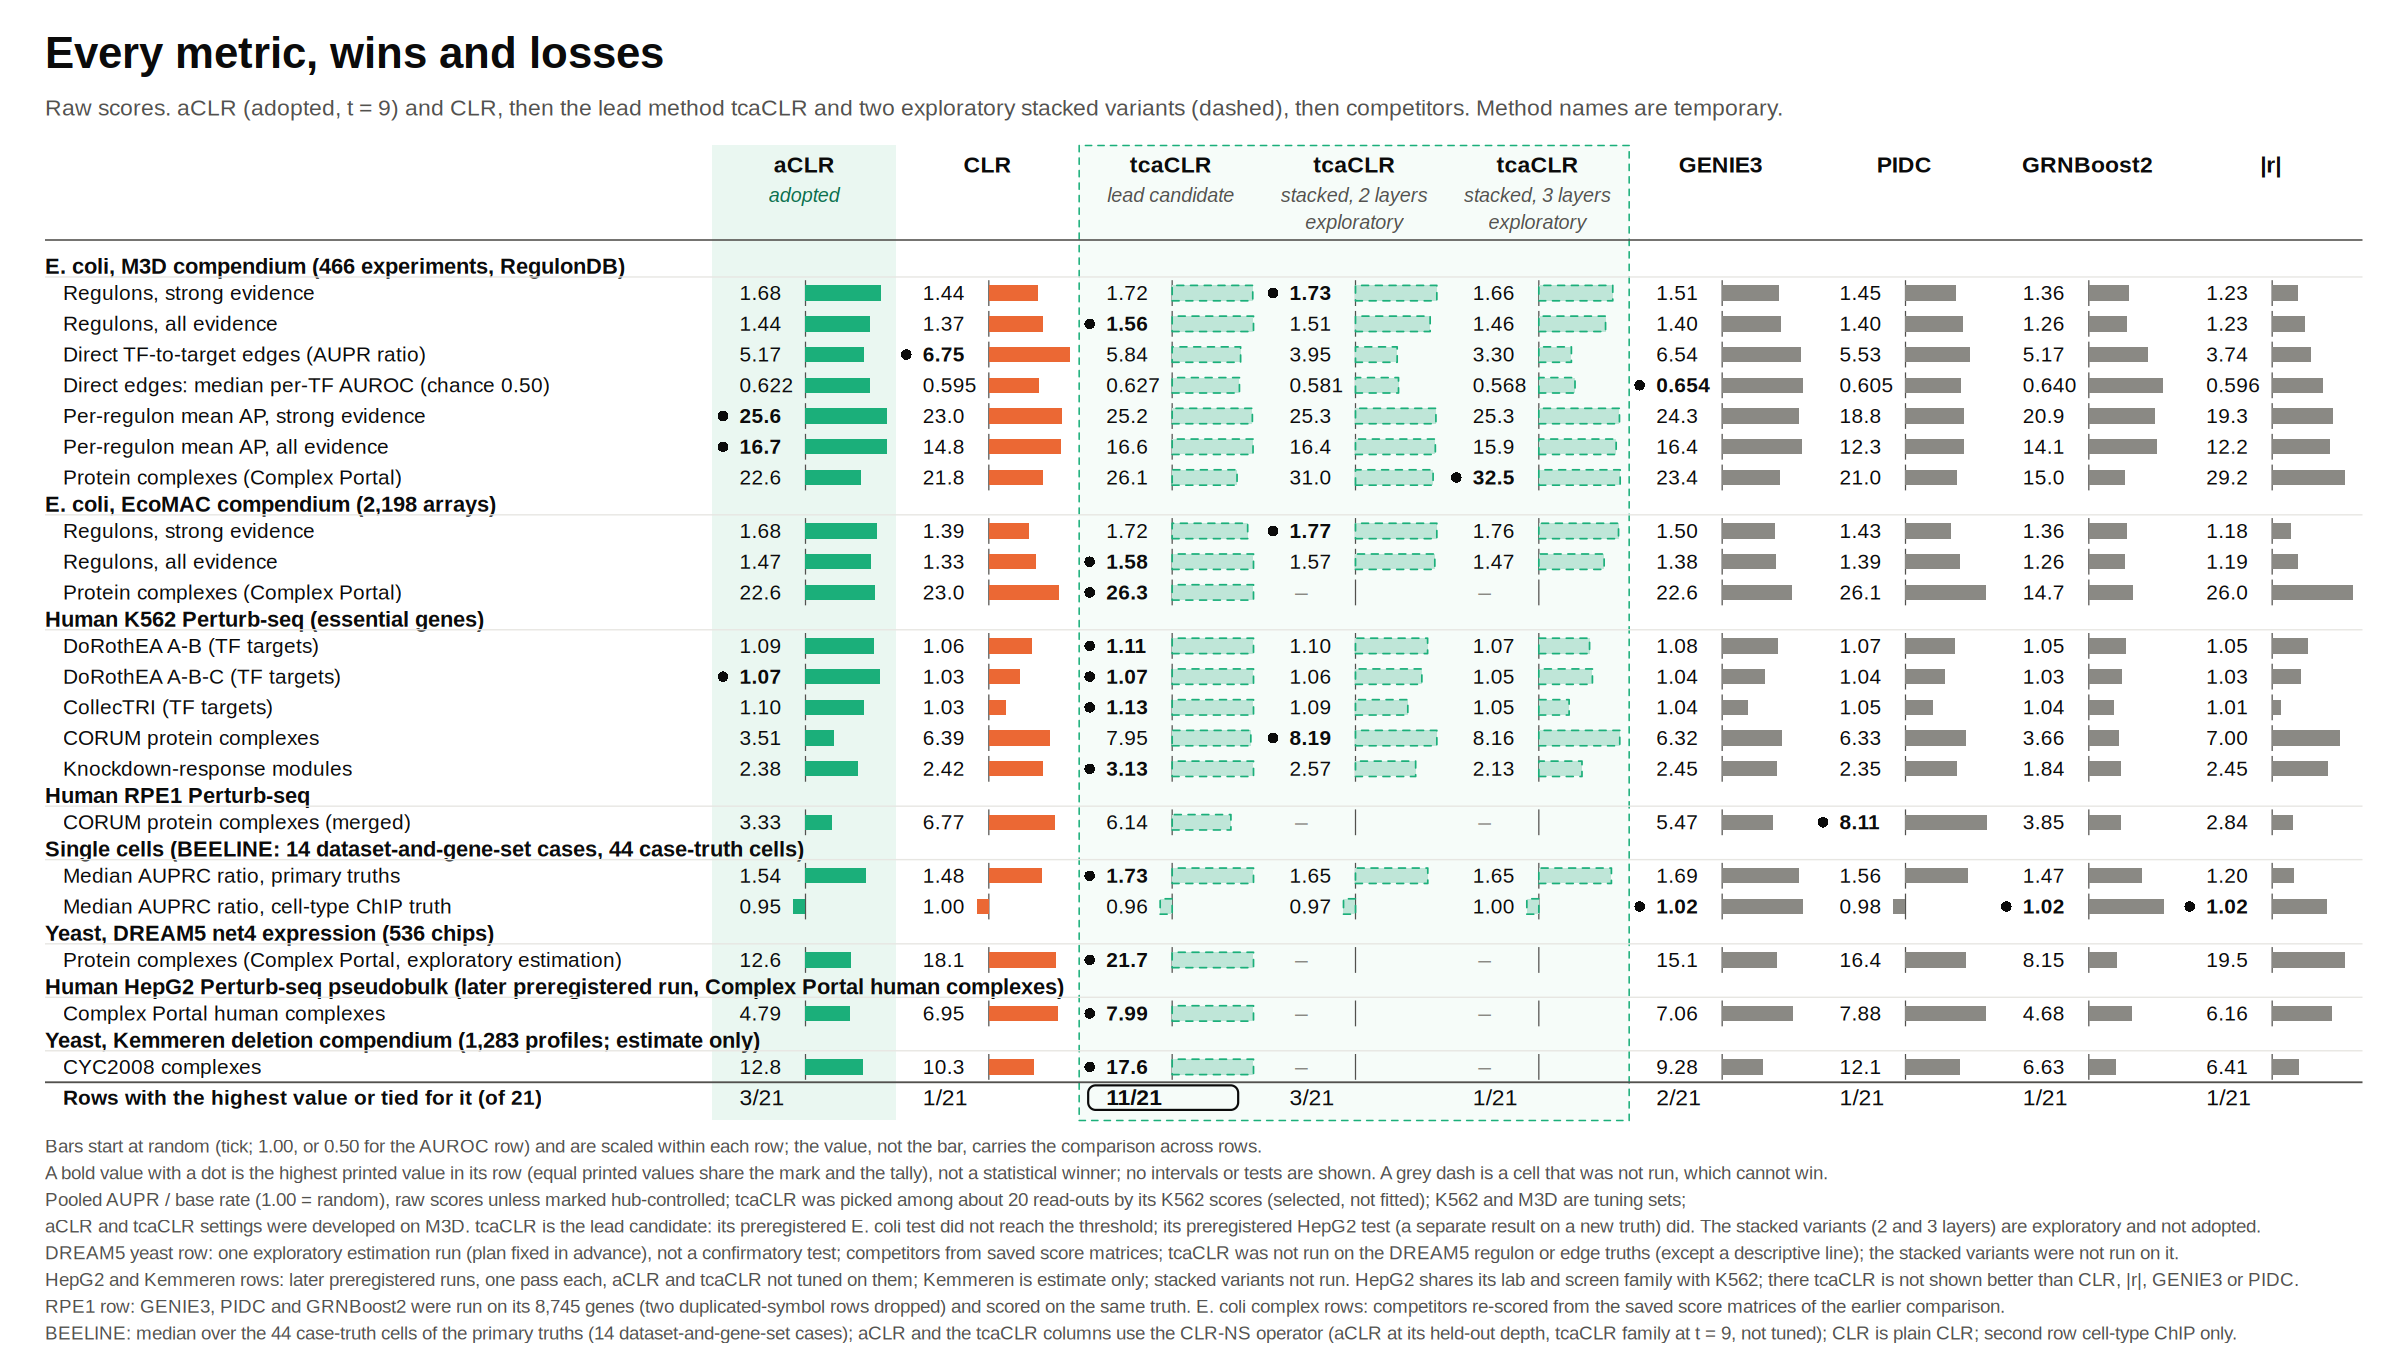 Every metric, wins and losses
Raw scores. aCLR (adopted, t = 9) and CLR, then the lead method tcaCLR and two exploratory stacked variants (dashed), then competitors. Method names are temporary.
aCLR CLR tcaCLR tcaCLR tcaCLR GENIE3 PIDC GRNBoost2 |r|
adopted lead candidate stacked, 2 layers stacked, 3 layers
exploratory exploratory
E. coli, M3D compendium (466 experiments, RegulonDB)
Regulons, strong evidence 1.68 1.44 1.72 • 1.73 1.66 1.51 1.45 1.36 1.23
Regulons, all evidence 1.44 1.37 • 1.56 1.51 1.46 1.40 1.40 1.26 1.23
Direct TF-to-target edges (AUPR ratio) 5.17 • 6.75 5.84 3.95 3.30 6.54 5.53 5.17 3.74
Direct edges: median per-TF AUROC (chance 0.50) 0.622 0.595 0.627 0.581 0.568 • 0.654 0.605 0.640 0.596
Per-regulon mean AP, strong evidence • 25.6 23.0 25.2 25.3 25.3 24.3 18.8 20.9 19.3
Per-regulon mean AP, all evidence • 16.7 14.8 16.6 16.4 15.9 16.4 12.3 14.1 12.2
Protein complexes (Complex Portal) 22.6 21.8 26.1 31.0 • 32.5 23.4 21.0 15.0 29.2
E. coli, EcoMAC compendium (2,198 arrays)
Regulons, strong evidence 1.68 1.39 1.72 • 1.77 1.76 1.50 1.43 1.36 1.18
Regulons, all evidence 1.47 1.33 • 1.58 1.57 1.47 1.38 1.39 1.26 1.19
Protein complexes (Complex Portal) 22.6 23.0 • 26.3 – – 22.6 26.1 14.7 26.0
Human K562 Perturb-seq (essential genes)
DoRothEA A-B (TF targets) 1.09 1.06 • 1.11 1.10 1.07 1.08 1.07 1.05 1.05
DoRothEA A-B-C (TF targets) • 1.07 1.03 • 1.07 1.06 1.05 1.04 1.04 1.03 1.03
CollecTRI (TF targets) 1.10 1.03 • 1.13 1.09 1.05 1.04 1.05 1.04 1.01
CORUM protein complexes 3.51 6.39 7.95 • 8.19 8.16 6.32 6.33 3.66 7.00
Knockdown-response modules 2.38 2.42 • 3.13 2.57 2.13 2.45 2.35 1.84 2.45
Human RPE1 Perturb-seq
CORUM protein complexes (merged) 3.33 6.77 6.14 – – 5.47 • 8.11 3.85 2.84
Single cells (BEELINE: 14 dataset-and-gene-set cases, 44 case-truth cells)
Median AUPRC ratio, primary truths 1.54 1.48 • 1.73 1.65 1.65 1.69 1.56 1.47 1.20
Median AUPRC ratio, cell-type ChIP truth 0.95 1.00 0.96 0.97 1.00 • 1.02 0.98 • 1.02 • 1.02
Yeast, DREAM5 net4 expression (536 chips)
Protein complexes (Complex Portal, exploratory estimation) 12.6 18.1 • 21.7 – – 15.1 16.4 8.15 19.5
Human HepG2 Perturb-seq pseudobulk (later preregistered run, Complex Portal human complexes)
Complex Portal human complexes 4.79 6.95 • 7.99 – – 7.06 7.88 4.68 6.16
Yeast, Kemmeren deletion compendium (1,283 profiles; estimate only)
CYC2008 complexes 12.8 10.3 • 17.6 – – 9.28 12.1 6.63 6.41
Rows with the highest value or tied for it (of 21) 3/21 1/21 11/21 3/21 1/21 2/21 1/21 1/21 1/21
Bars start at random (tick; 1.00, or 0.50 for the AUROC row) and are scaled within each row; the value, not the bar, carries the comparison across rows.
A bold value with a dot is the highest printed value in its row (equal printed values share the mark and the tally), not a statistical winner; no intervals or tests are shown. A grey dash is a cell that was not run, which cannot win.
Pooled AUPR / base rate (1.00 = random), raw scores unless marked hub-controlled; tcaCLR was picked among about 20 read-outs by its K562 scores (selected, not fitted); K562 and M3D are tuning sets;
aCLR and tcaCLR settings were developed on M3D. tcaCLR is the lead candidate: its preregistered E. coli test did not reach the threshold; its preregistered HepG2 test (a separate result on a new truth) did. The stacked variants (2 and 3 layers) are exploratory and not adopted.
DREAM5 yeast row: one exploratory estimation run (plan fixed in advance), not a confirmatory test; competitors from saved score matrices; tcaCLR was not run on the DREAM5 regulon or edge truths (except a descriptive line); the stacked variants were not run on it.
HepG2 and Kemmeren rows: later preregistered runs, one pass each, aCLR and tcaCLR not tuned on them; Kemmeren is estimate only; stacked variants not run. HepG2 shares its lab and screen family with K562; there tcaCLR is not shown better than CLR, |r|, GENIE3 or PIDC.
RPE1 row: GENIE3, PIDC and GRNBoost2 were run on its 8,745 genes (two duplicated-symbol rows dropped) and scored on the same truth. E. coli complex rows: competitors re-scored from the saved score matrices of the earlier comparison.
BEELINE: median over the 44 case-truth cells of the primary truths (14 dataset-and-gene-set cases); aCLR and the tcaCLR columns use the CLR-NS operator (aCLR at its held-out depth, tcaCLR family at t = 9, not tuned); CLR is plain CLR; second row cell-type ChIP only.